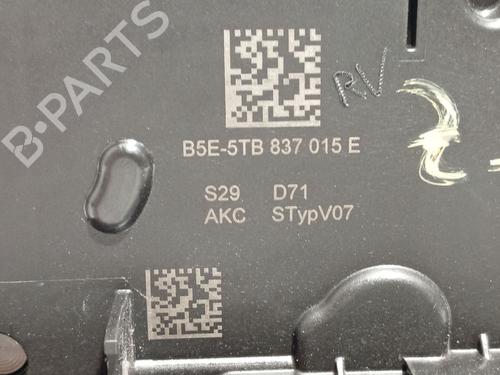 B-PARTS
RV
B5E-5TB 837 015 E
S29 D71
AKC STypV07